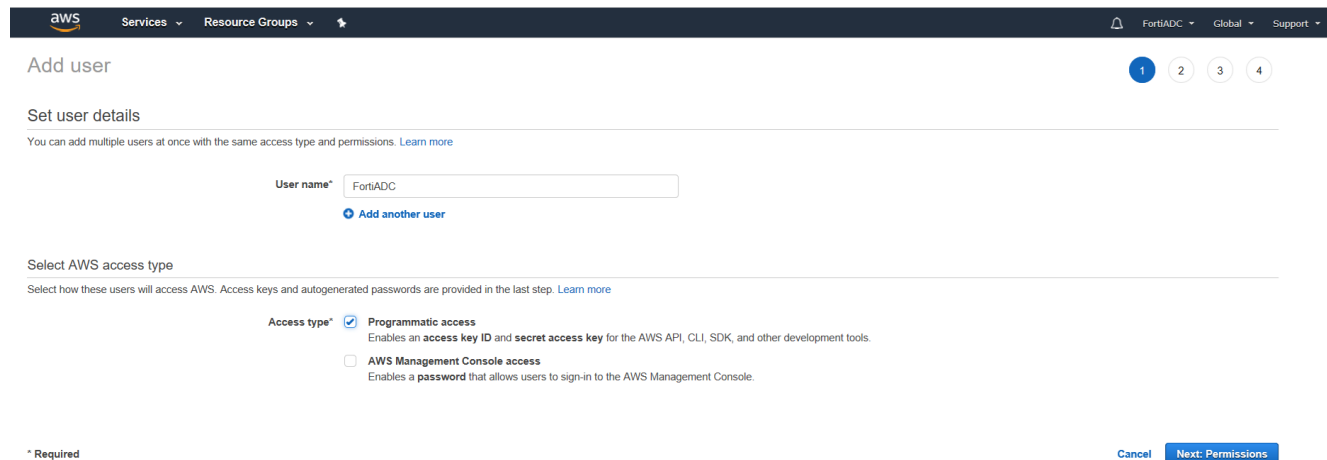 aws Services Resource Groups FortiADC Global Support
Add user 1 2 3 4
Set user details
You can add multiple users at once with the same access type and permissions. Learn more
User name* FortiADC
Add another user
Select AWS access type
Select how these users will access AWS. Access keys and autogenerated passwords are provided in the last step. Learn more
Access type* Programmatic access
Enables an access key ID and secret access key for the AWS API, CLI, SDK, and other development tools.
AWS Management Console access
Enables a password that allows users to sign-in to the AWS Management Console.
* Required Cancel Next: Permissions